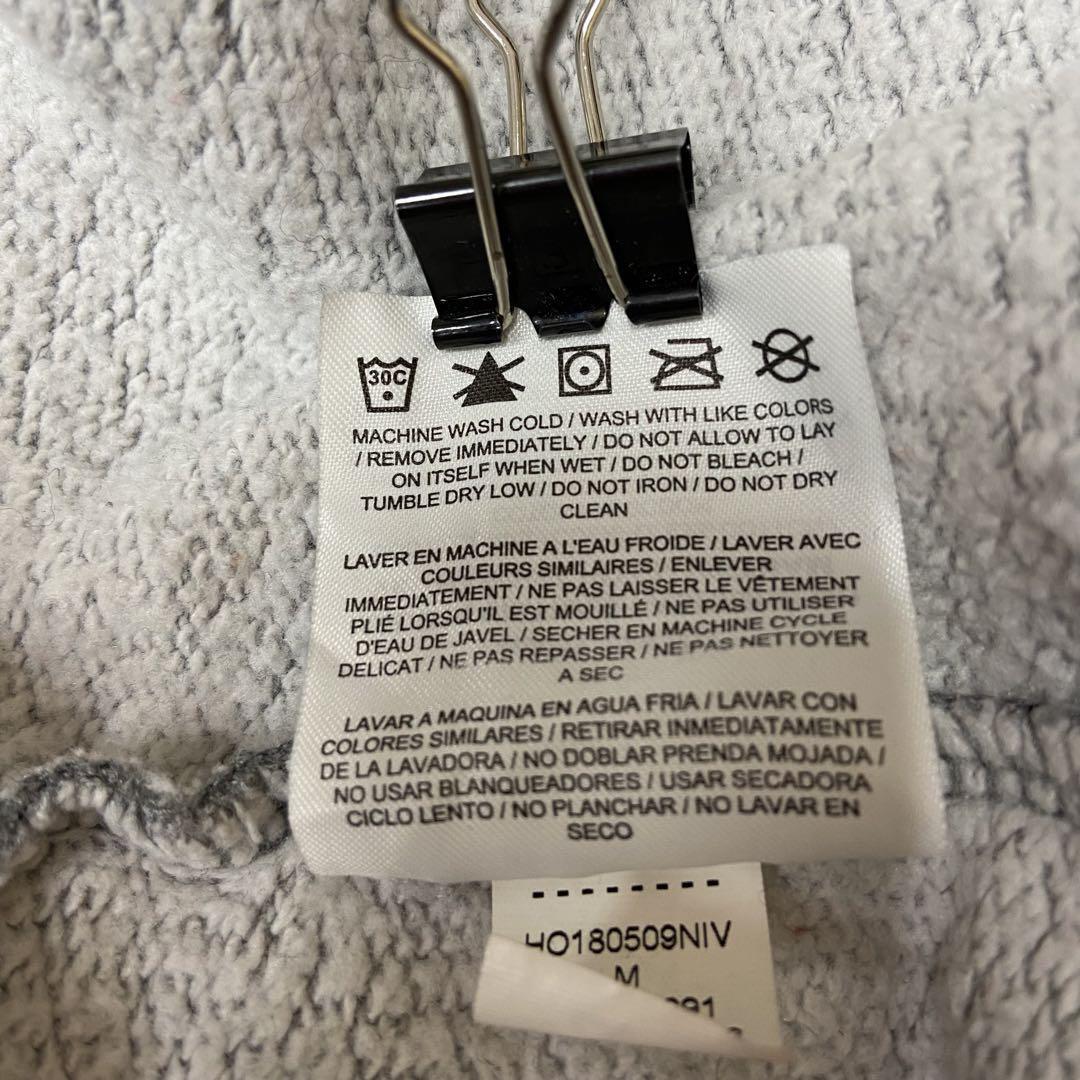 30C
MACHINE WASH COLD / WASH WITH LIKE COLORS
/ REMOVE IMMEDIATELY / DO NOT ALLOW TO LAY
ON ITSELF WHEN WET / DO NOT BLEACH /
TUMBLE DRY LOW / DO NOT IRON / DO NOT DRY
CLEAN
LAVER EN MACHINE A L'EAU FROIDE / LAVER AVEC
COULEURS SIMILAIRES / ENLEVER
IMMEDIATEMENT / NE PAS LAISSER LE VÊTEMENT
PLIÉ LORSQU'IL EST MOUILLÉ / NE PAS UTILISER
D'EAU DE JAVEL / SECHER EN MACHINE CYCLE
DELICAT / NE PAS REPASSER / NE PAS NETTOYER
A SEC
LAVAR A MAQUINA EN AGUA FRIA / LAVAR CON
COLORES SIMILARES / RETIRAR INMEDIATAMENTE
DE LA LAVADORA / NO DOBLAR PRENDA MOJADA /
NO USAR BLANQUEADORES / USAR SECADORA
CICLO LENTO / NO PLANCHAR / NO LAVAR EN
SECO
HO180509NIV
M